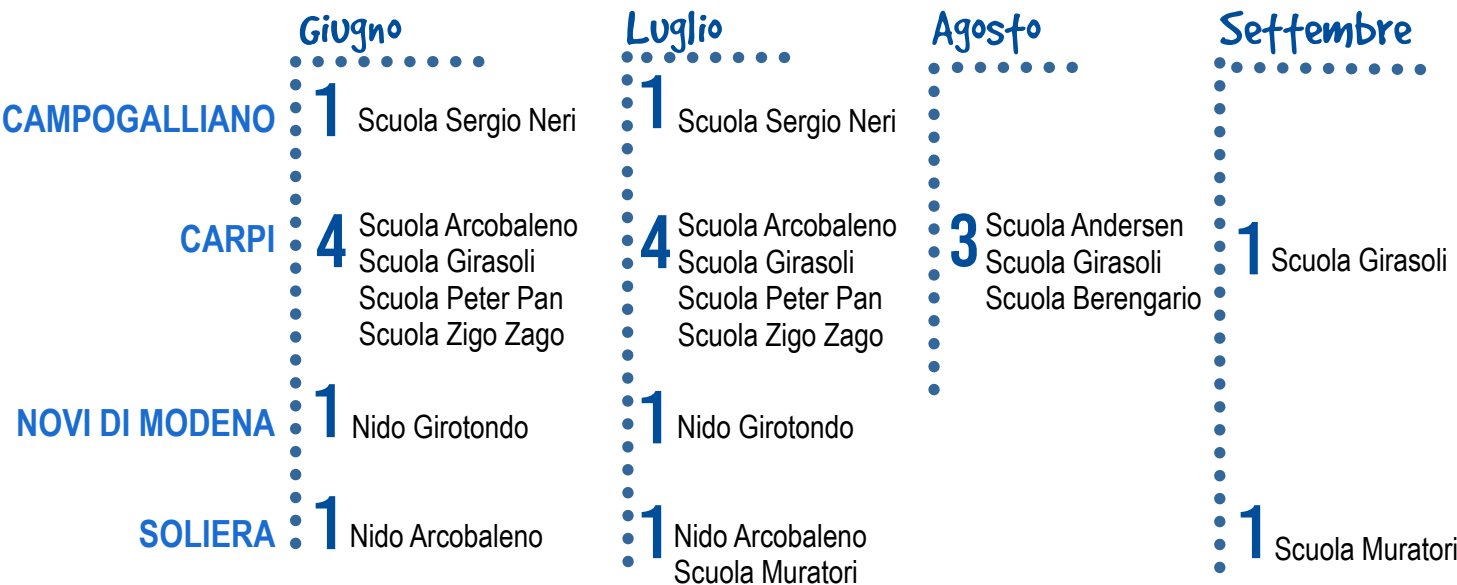 Giugno Luglio Agosto Settembre
CAMPOGALLIANO 1 Scuola Sergio Neri 1 Scuola Sergio Neri
CARPI 4 Scuola Arcobaleno 4 Scuola Arcobaleno 3 Scuola Andersen 1 Scuola Girasoli
Scuola Girasoli Scuola Girasoli Scuola Girasoli
Scuola Peter Pan Scuola Peter Pan Scuola Berengario
Scuola Zigo Zago Scuola Zigo Zago
NOVI DI MODENA 1 Nido Girotondo 1 Nido Girotondo
SOLIERA 1 Nido Arcobaleno 1 Nido Arcobaleno 1 Scuola Muratori
Scuola Muratori